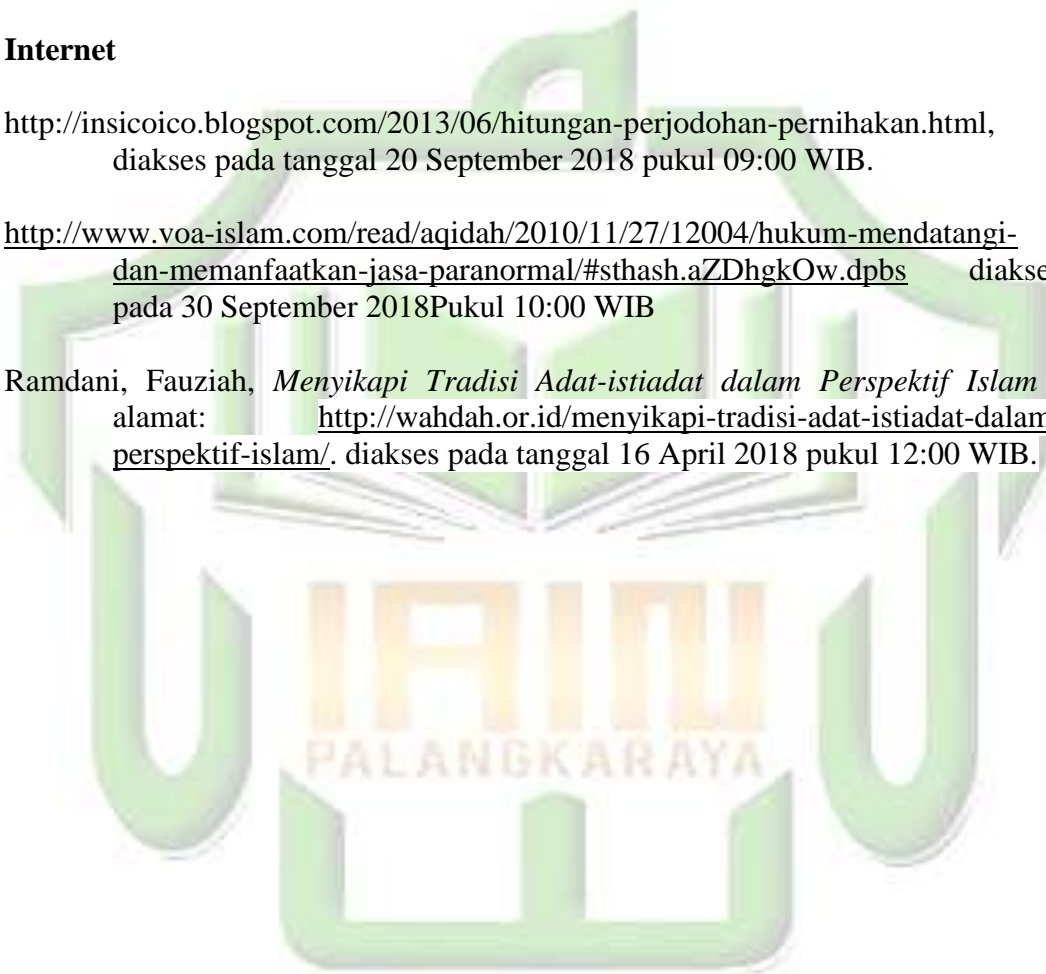 Internet
http://insicoico.blogspot.com/2013/06/hitungan-perjodohan-pernihakan.html,
diakses pada tanggal 20 September 2018 pukul 09:00 WIB.
http://www.voa-islam.com/read/aqidah/2010/11/27/12004/hukum-mendatangi-
dan-memanfaatkan-jasa-paranormal/#sthash.aZDhgkOw.dpbs diakse
pada 30 September 2018Pukul 10:00 WIB
Ramdani, Fauziah, Menyikapi Tradisi Adat-istiadat dalam Perspektif Islam
alamat: http://wahdah.or.id/menyikapi-tradisi-adat-istiadat-dalam
perspektif-islam/. diakses pada tanggal 16 April 2018 pukul 12:00 WIB.
IAIN
PALANGKARAYA